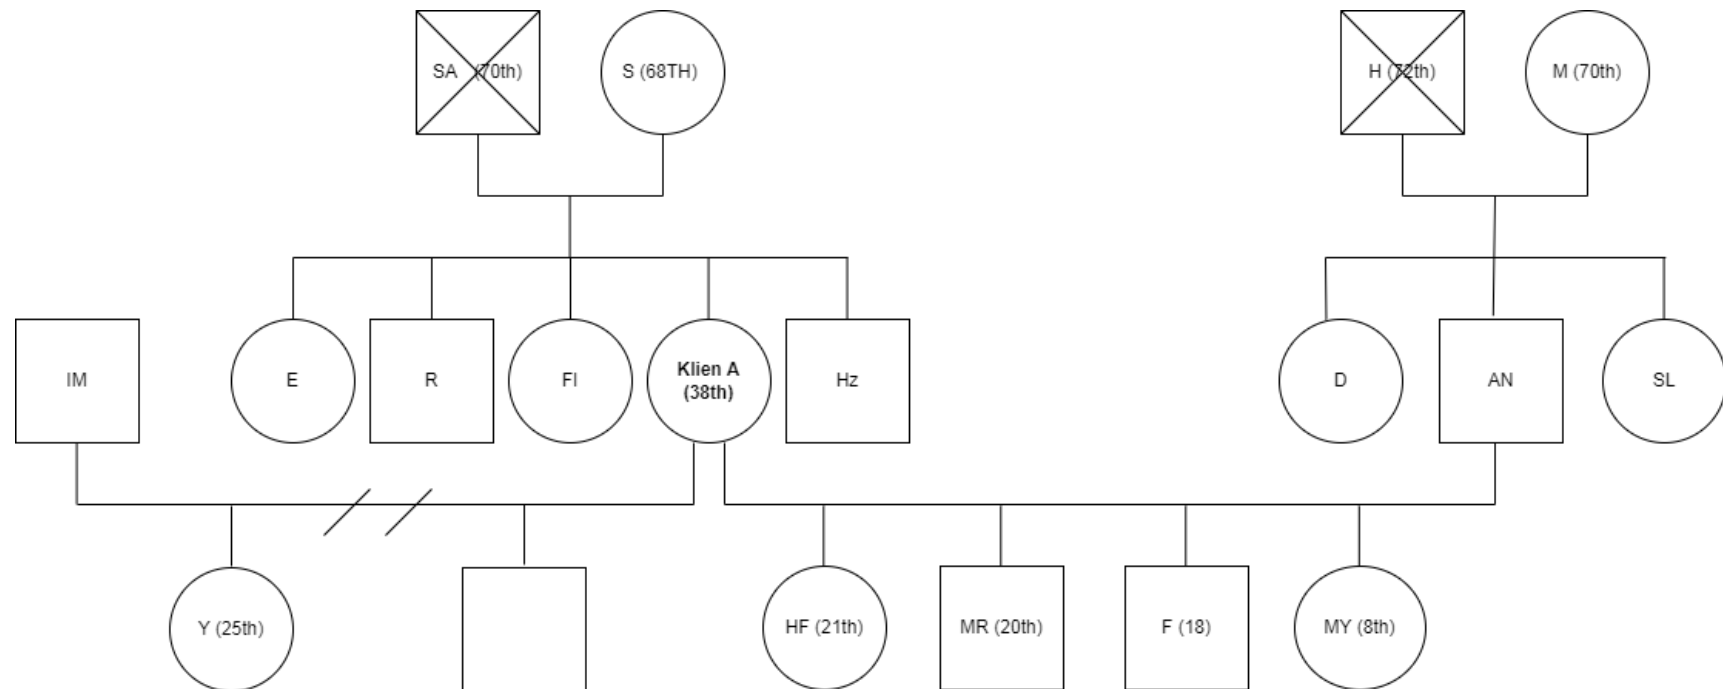 SA (70th)
S (68TH)
H (72th)
M (70th)
IM
E
R
FI
Klien A
(38th)
Hz
D
AN
SL
Y (25th)
HF (21th)
MR (20th)
F (18)
MY (8th)